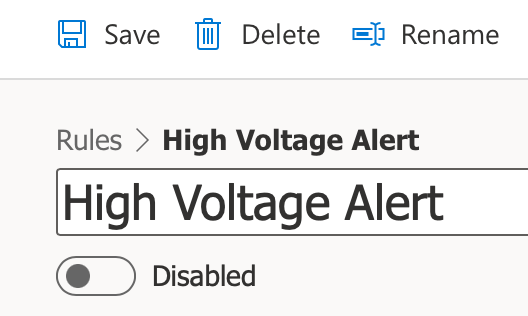 Save Delete Rename
Rules > High Voltage Alert
High Voltage Alert
Disabled